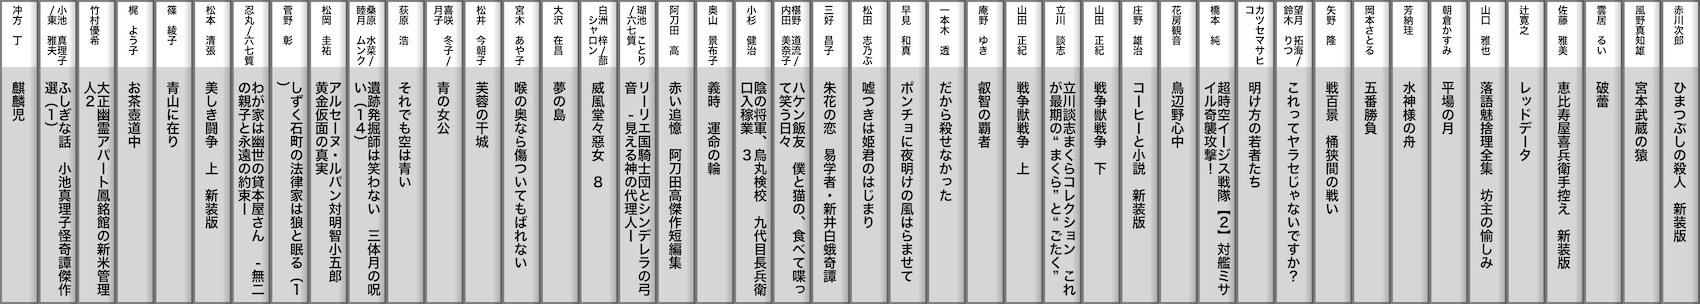 赤川次郎
ひまつぶしの殺人 新装版
風野真知雄
宮本武蔵の猿
雲居 るい
破蕾
佐藤 雅美
恵比寿屋喜兵衛手控え 新装版
辻寛之
レッドデータ
山口 雅也
落語魅捨理全集 坊主の愉しみ
朝倉かすみ
平場の月
芳納珪
水神様の舟
岡本さとる
五番勝負
矢野 隆
戦百景 桶狭間の戦い
望月 拓海/
鈴木 りつ
これってヤラセじゃないですか?
カツセマサヒ
コ
明け方の若者たち
橋本 純
超時空イージス戦隊【2】対艦ミサ
イル奇襲攻撃!
花房観音
鳥辺野心中
庄野 雄治
コーヒーと小説 新装版
山田 正紀
戦争獣戦争 下
立川 談志
立川談志まくらコレクション これ
が最期の“まくら”と“ごたく”
山田 正紀
戦争獣戦争 上
庵野 ゆき
叡智の覇者
一本木 透
だから殺せなかった
早見 和真
ポンチョに夜明けの風はらませて
松田 志乃ぶ
嘘つきは姫君のはじまり
三好 昌子
朱花の恋 易学者・新井白蛾奇譚
椹野 道流/
内田 美奈子
ハケン飯友 僕と猫の、食べて喋っ
て笑う日々
小杉 健治
陰の将軍、烏丸検校 九代目長兵衛
口入稼業 3
奥山 景布子
義時 運命の輪
阿刀田 高
赤い追憶 阿刀田高傑作短編集
瑚池 ことり
/六七質
リーリエ国騎士団とシンデレラの弓
音 -見える神の代理人ー
白洲 梓/蔀
シャロン
威風堂々惡女 8
大沢 在昌
夢の島
宮木 あや子
喉の奥なら傷ついてもばれない
松井 今朝子
芙蓉の干城
喜咲 冬子/
月子
青の女公
荻原 浩
それでも空は青い
桑原 水菜/
睦月 ムンク
遺跡発掘師は笑わない 三体月の呪
い(14)
松岡 圭祐
アルセーヌ・ルパン対明智小五郎
黄金仮面の真実
菅野 彰
しずく石町の法律家は狼と眠る(1
)
忍丸/六七質
わが家は幽世の貸本屋さん -無二
の親子と永遠の約束ー
松本 清張
美しき闘争 上 新装版
篠 綾子
青山に在り
梶 よう子
お茶壺道中
竹村優希
大正幽霊アパート鳳銘館の新米管理
人2
小池 真理子
/東 雅夫
ふしぎな話 小池真理子怪奇譚傑作
選(1)
冲方 丁
麒麟児